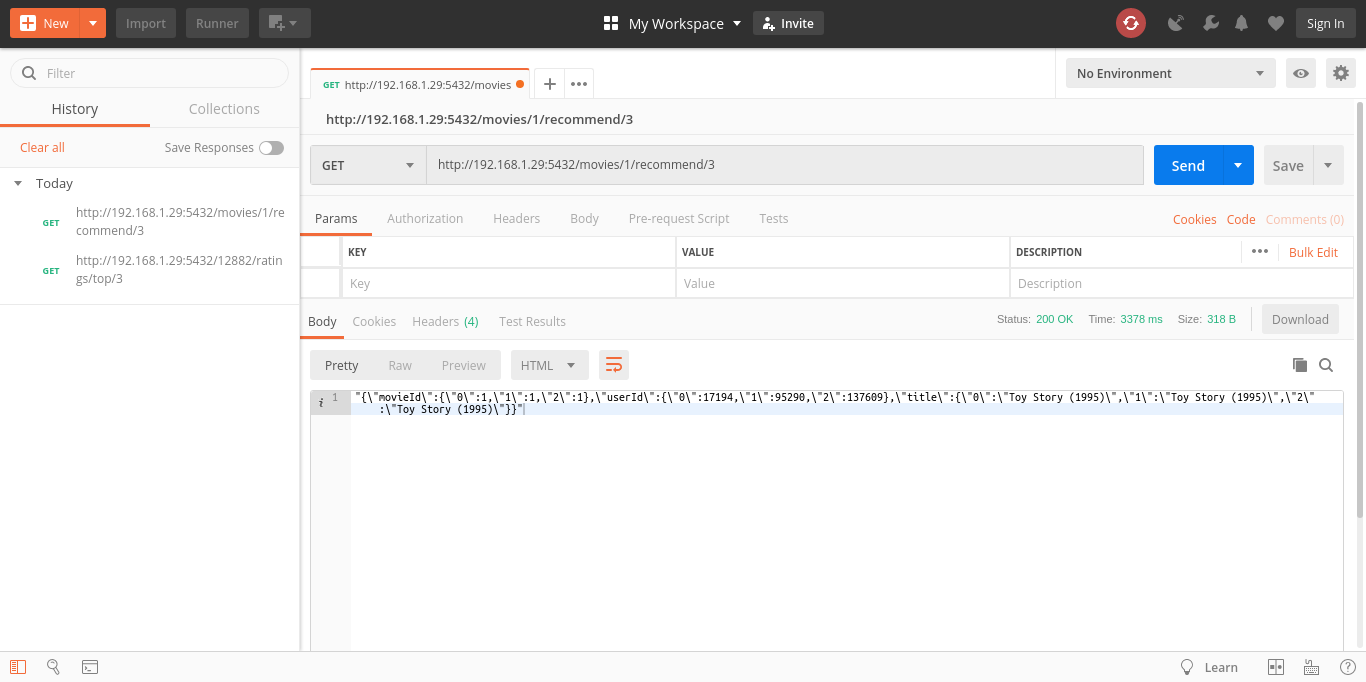 New
Import
Runner
My Workspace
Invite
Sign In
Filter
History
Collections
Clear all
Save Responses
Today
GET
http://192.168.1.29:5432/movies/1/re
commend/3
GET
http://192.168.1.29:5432/12882/ratin
gs/top/3
GET http://192.168.1.29:5432/movies
No Environment
http://192.168.1.29:5432/movies/1/recommend/3
GET
http://192.168.1.29:5432/movies/1/recommend/3
Send
Save
Params
Authorization
Headers
Body
Pre-request Script
Tests
Cookies
Code
Comments (0)
KEY
VALUE
DESCRIPTION
Bulk Edit
Key
Value
Description
Body
Cookies
Headers (4)
Test Results
Status: 200 OK
Time: 3378 ms
Size: 318 B
Download
Pretty
Raw
Preview
HTML
i 1
"{\"movieId\":{\"0\":1,\"1\":1,\"2\":1},\"userId\":{\"0\":17194,\"1\":95290,\"2\":137609},\"title\":{\"0\":\"Toy Story (1995)\",\"1\":\"Toy Story (1995)\",\"2\"
:\"Toy Story (1995)\"}}"
Learn